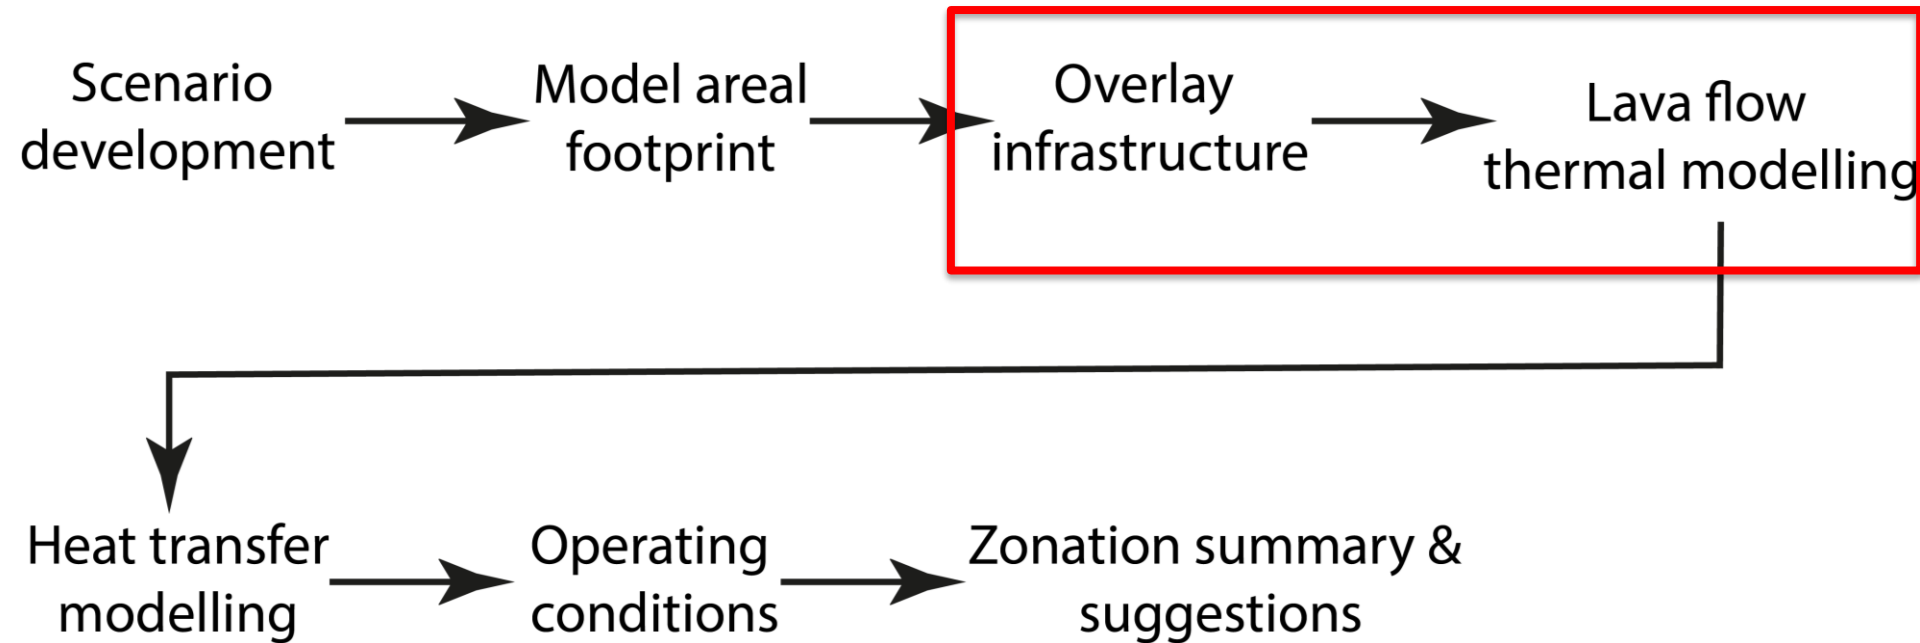 Scenario
development
Model areal
footprint
Overlay
infrastructure
Lava flow
thermal modelling
Heat transfer
modelling
Operating
conditions
Zonation summary &
suggestions